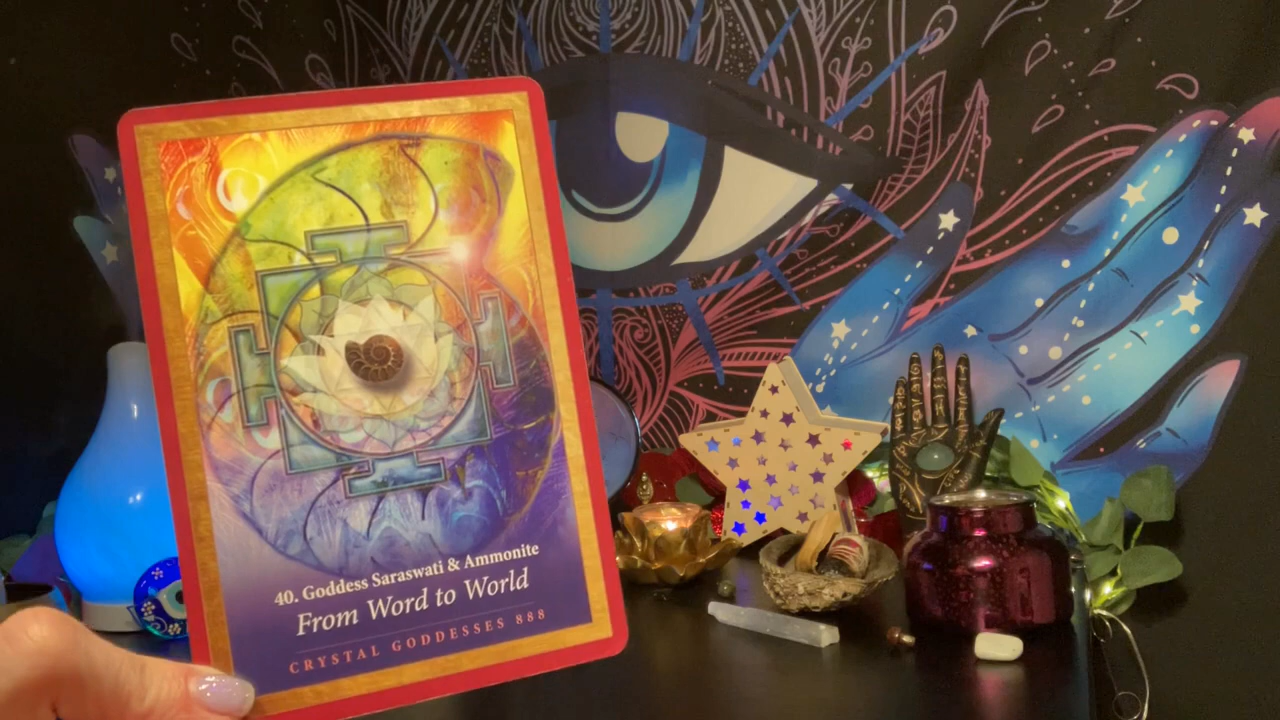 40. Goddess Saraswati & Ammonite
From Word to World
CRYSTAL GODDESSES 888